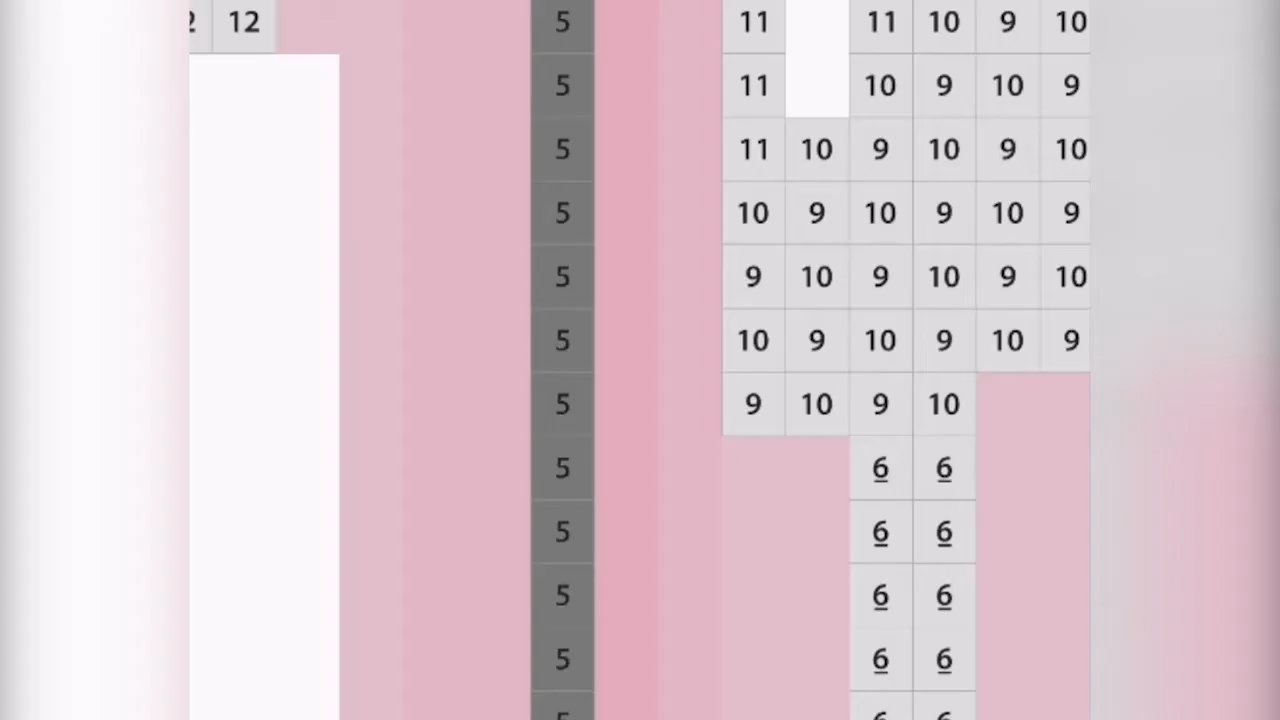 12 5 11 11 10 9 10
5 11 10 9 10 9
5 11 10 9 10 9 10
5 10 9 10 9 10 9
5 9 10 9 10 9 10
5 10 9 10 9 10 9
5 9 10 9 10
5 6 6
5 6 6
5 6 6
5 6 6